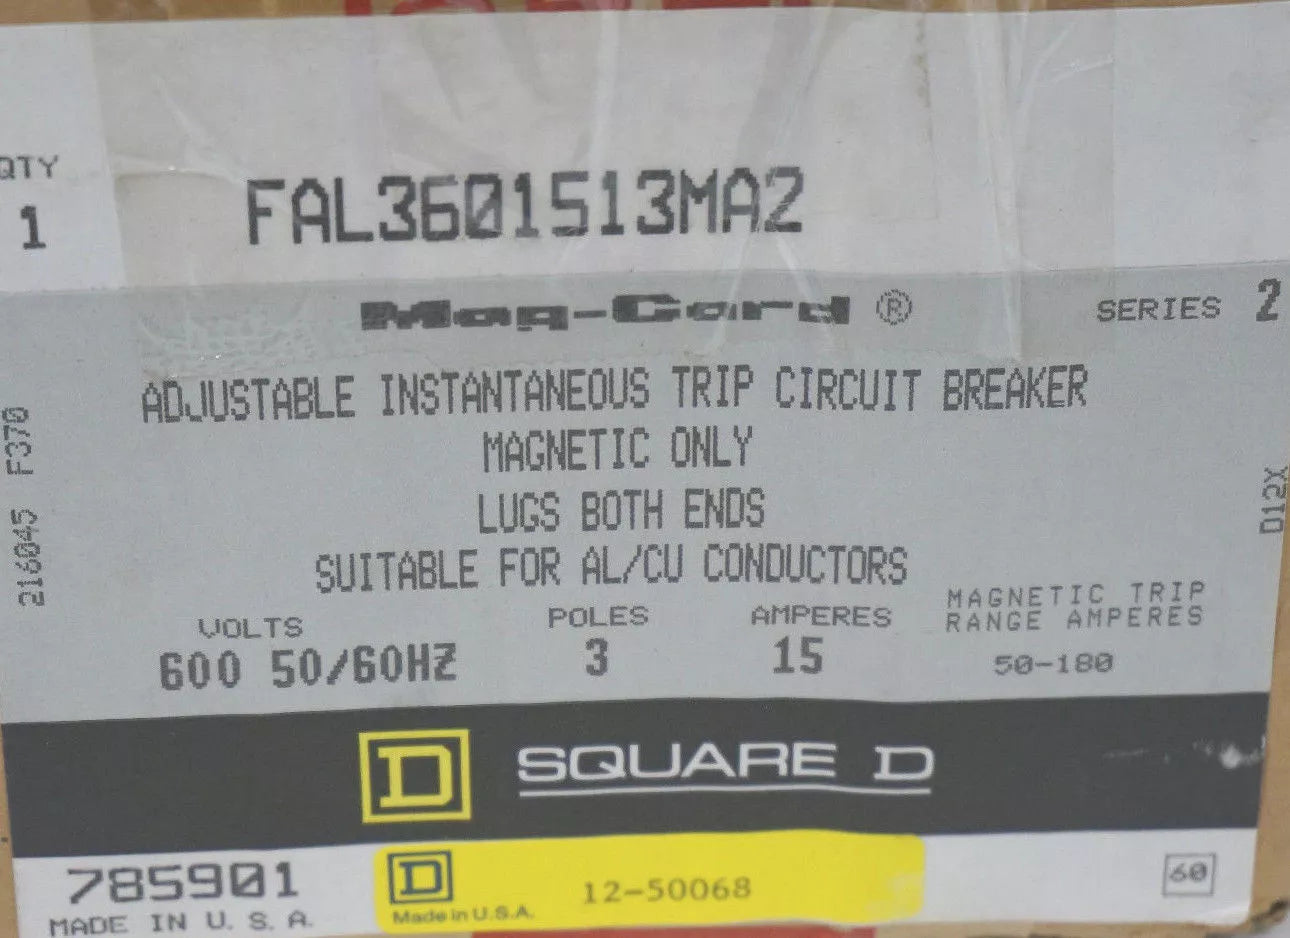 QTY
1
FAL3601513MA2
Mag-Gard ®
SERIES 2
ADJUSTABLE INSTANTANEOUS TRIP CIRCUIT BREAKER
MAGNETIC ONLY
LUGS BOTH ENDS
SUITABLE FOR AL/CU CONDUCTORS
VOLTS
600 50/60HZ
POLES
3
AMPERES
15
MAGNETIC TRIP
RANGE AMPERES
50-180
216045 F370
D12X
D SQUARE D
785901
MADE IN U.S.A.
D
Made in U.S.A.
12-50068
60